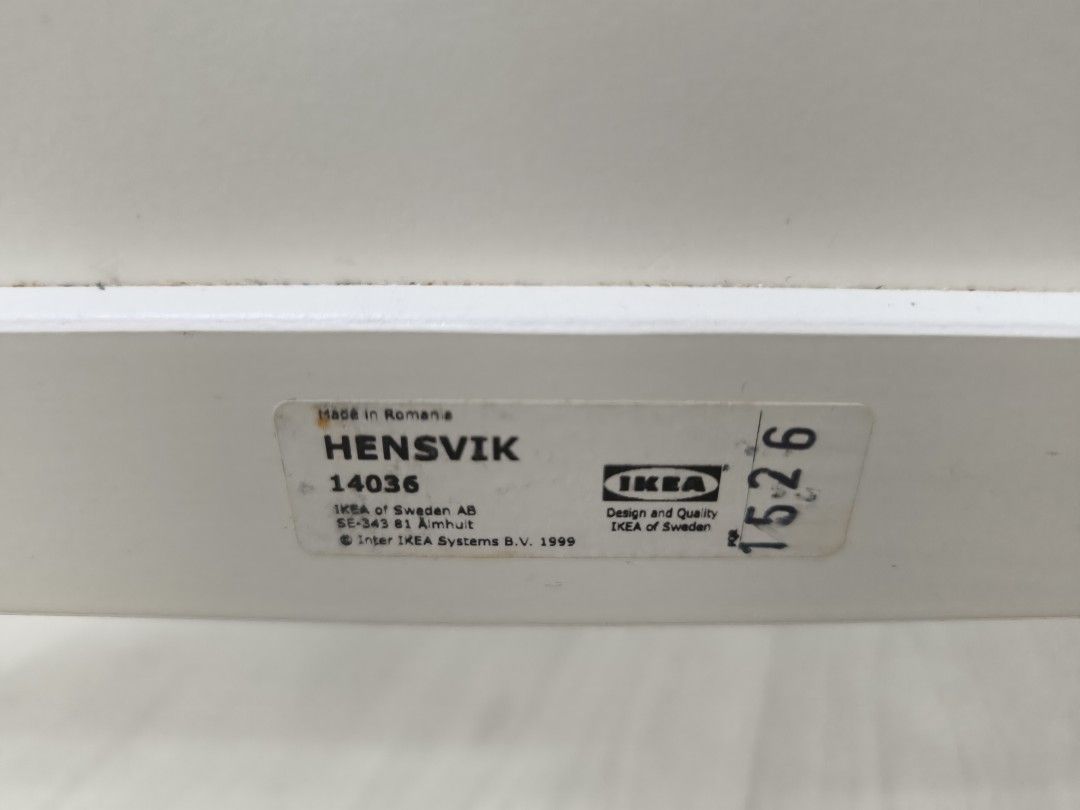 Made in Romania
HENSVIK
14036
IKEA of Sweden AB
SE-343 81 Älmhult
© Inter IKEA Systems B.V. 1999
IKEA®
Design and Quality
IKEA of Sweden
1526